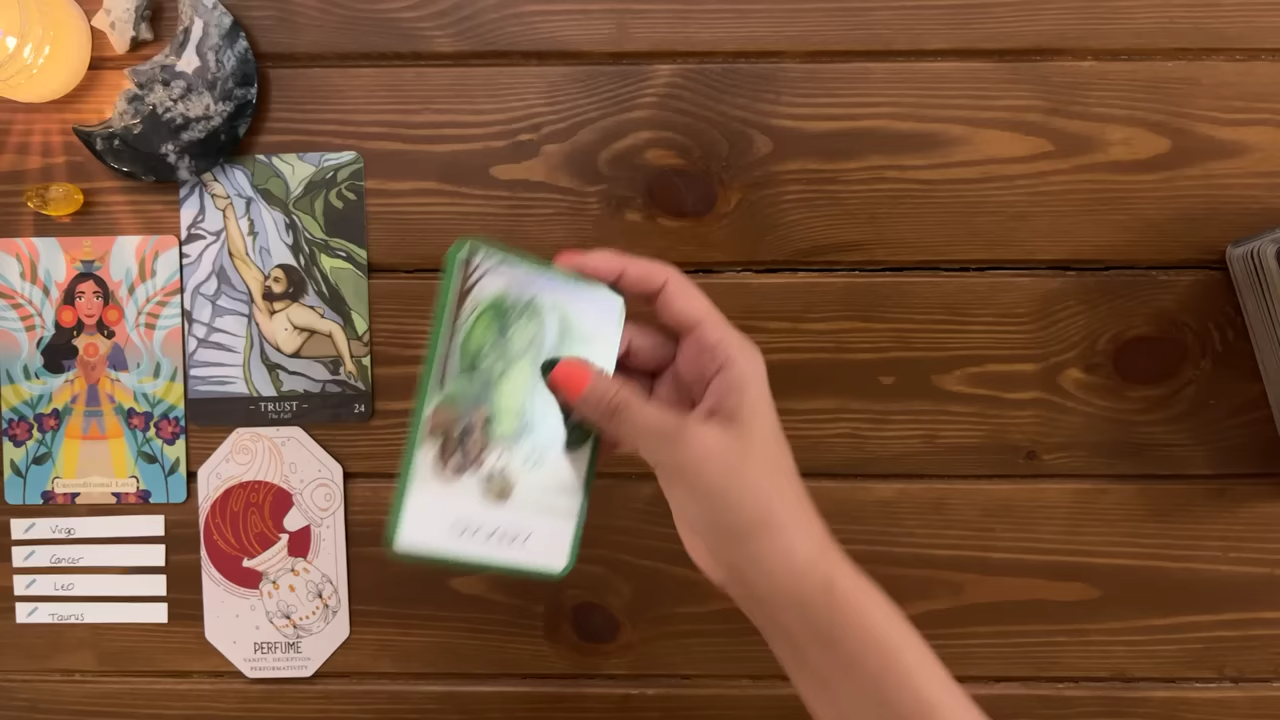 - TRUST -
The Fall
24
Unconditional Love
Virgo
Cancer
LEO
Taurus
PERFUME
VANITY, DECEPTION,
PERFORMATIVITY